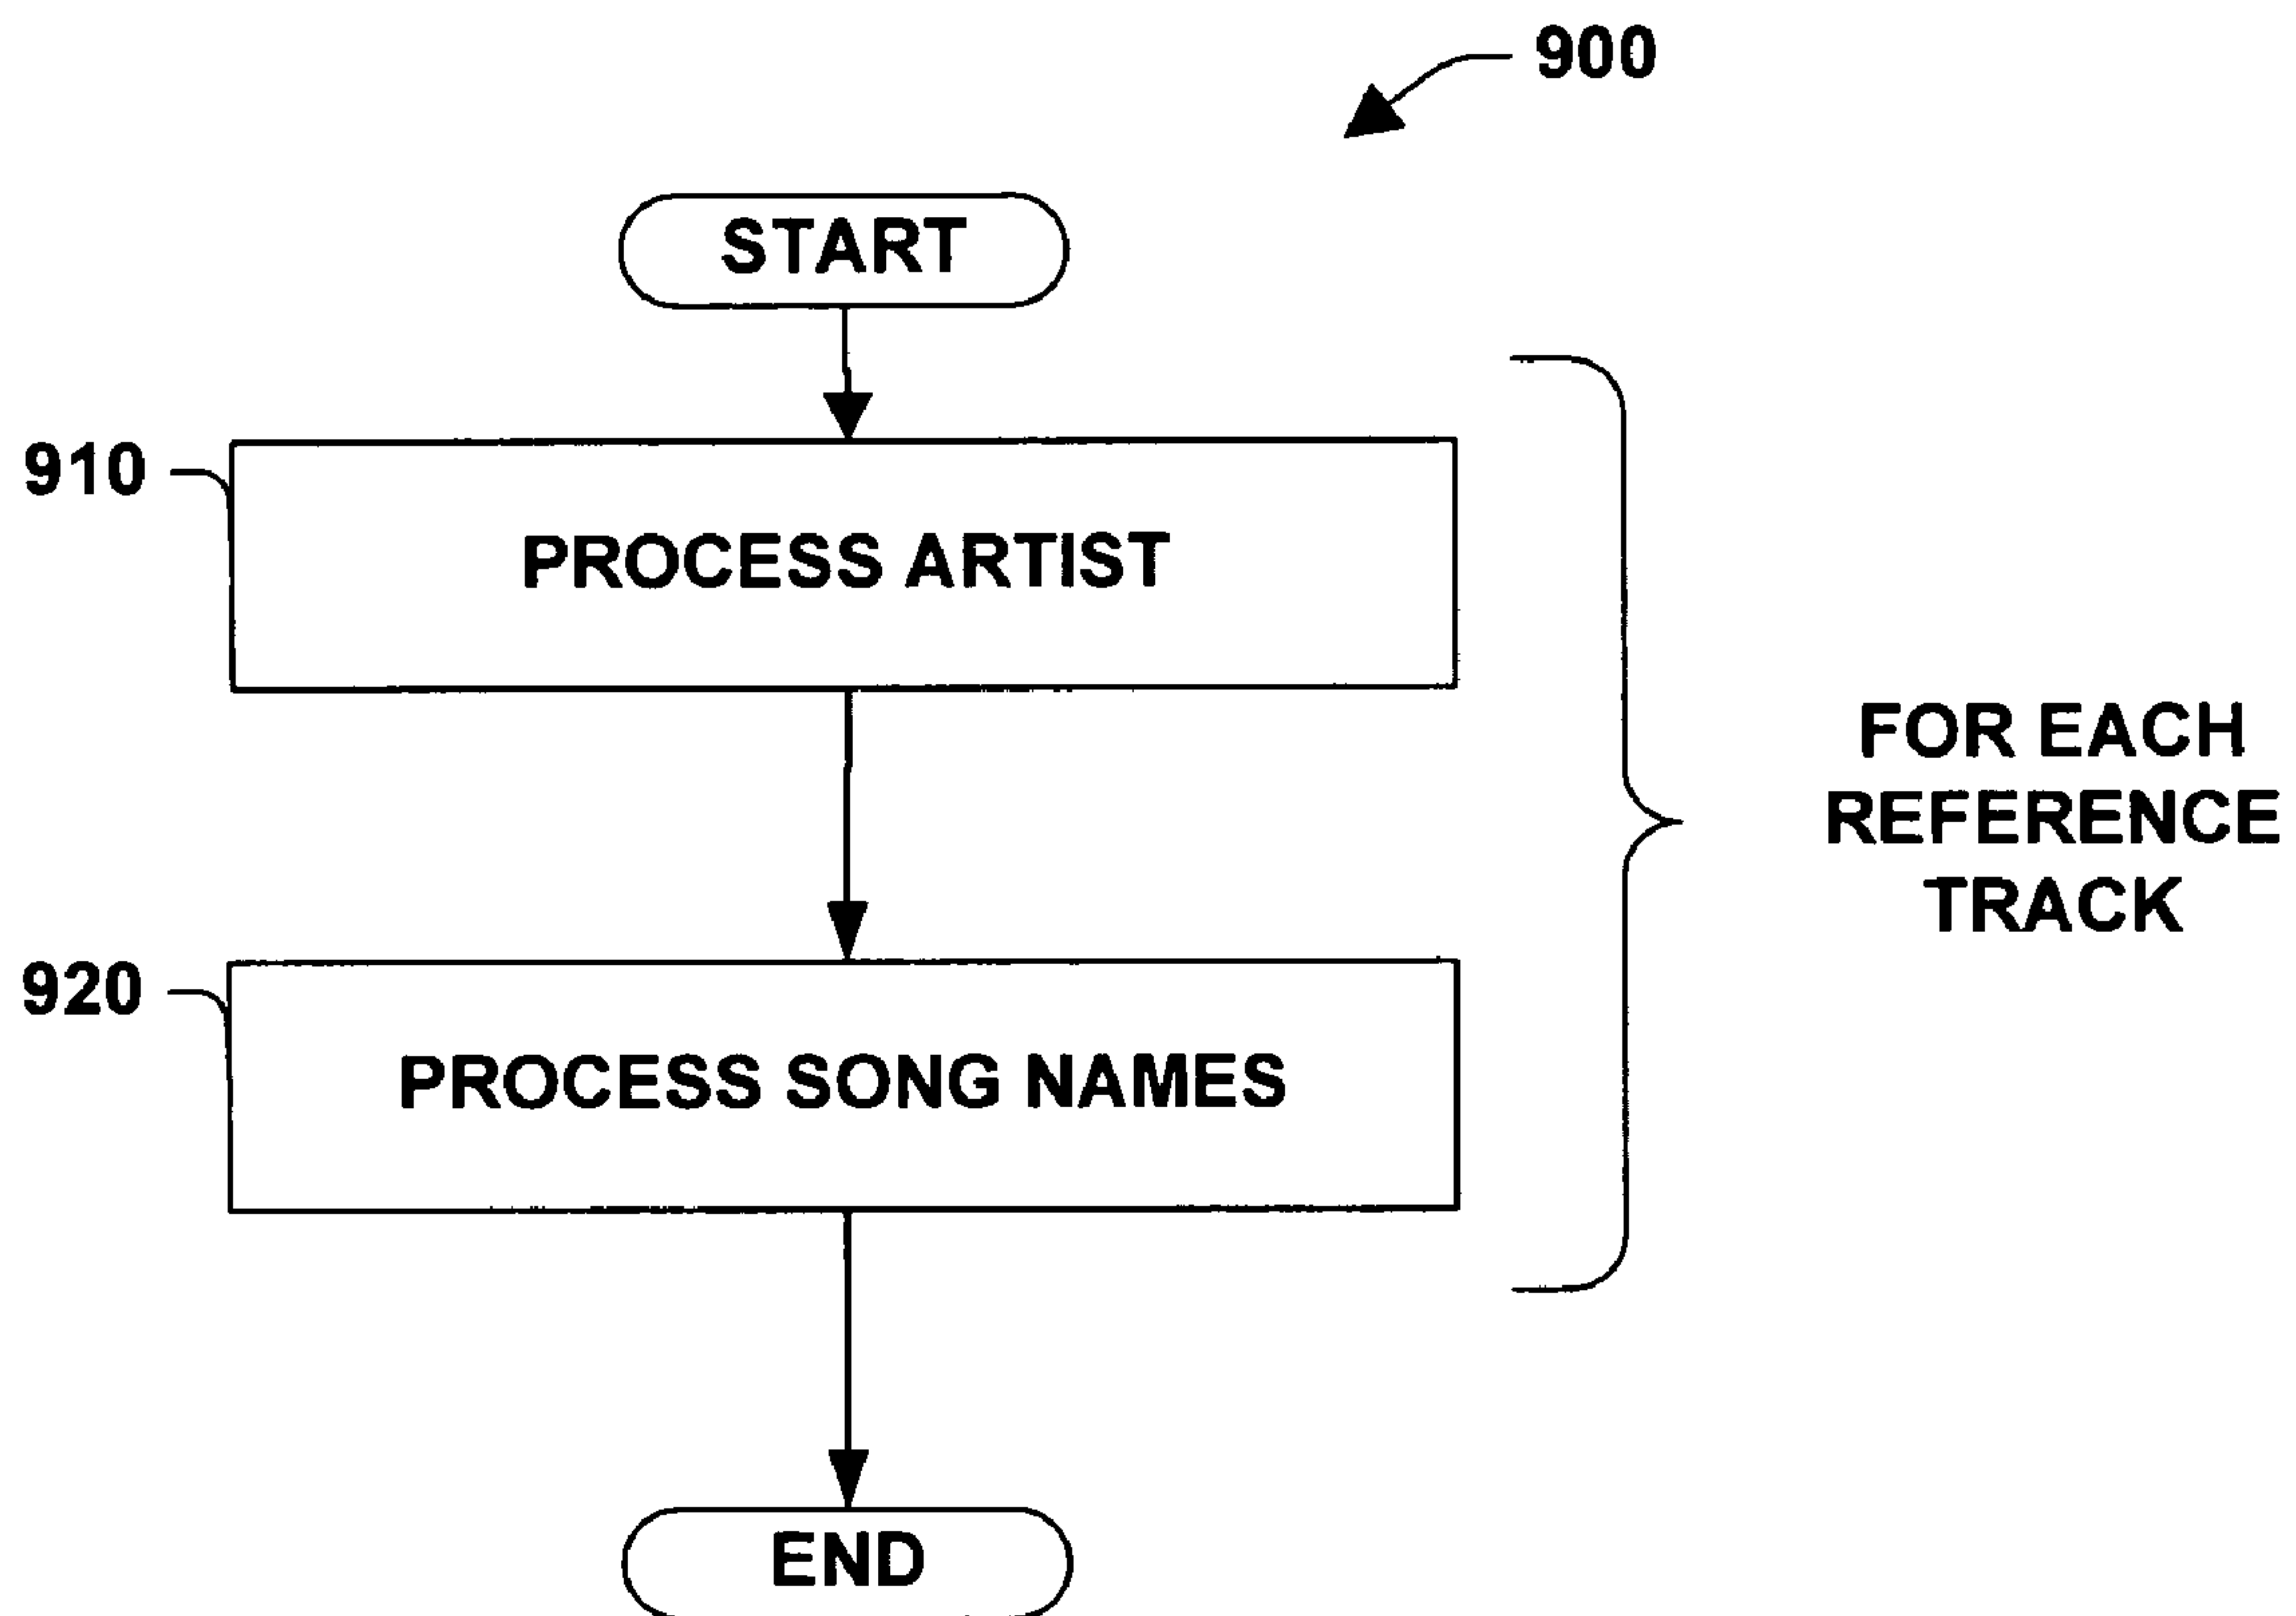 900
START
910
PROCESS ARTIST
FOR EACH
REFERENCE
TRACK
920
PROCESS SONG NAMES
END